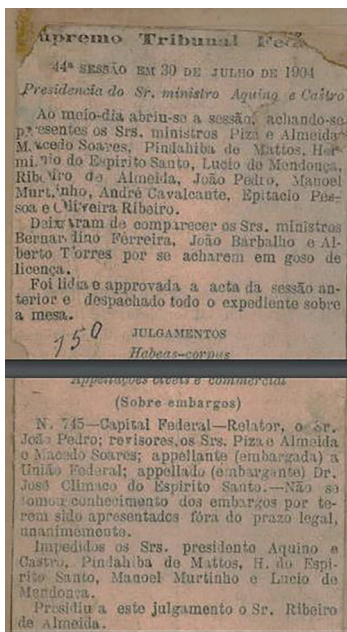 Supremo Tribunal Fede
44ª SESSÃO EM 30 DE JULHO DE 1904
Presidencia do Sr. ministro Aquino e Castro
Ao meio-dia abriu-se a sessão, achando-se
presentes os Srs. ministros Piza e Almeida
Macedo Soares, Pindahiba de Mattos, Her-
minio do Espirito Santo, Lucio de Mendonça,
Ribeiro de Almeida, João Pedro, Manoel
Murtinho, André Cavalcante, Epitacio Pes-
soa e Oliveira Ribeiro.
Deixaram de comparecer os Srs. ministros
Bernardino Ferreira, João Barbalho e Al-
berto Torres por se acharem em goso de
licença.
Foi lida e approvada a acta da sessão an-
terior e despachado todo o expediente sobre
a mesa.
150
JULGAMENTOS
Habeas-corpus
Appellações civeis e commercial
(Sobre embargos)
N. 745—Capital Federal—Relator, o Sr.
João Pedro; revisores, os Srs. Piza e Almeida
e Macedo Soares; appellante (embargada) a
União Federal; appellado (embargante) Dr.
José Climaco do Espirito Santo.—Não se
tomou conhecimento dos embargos por te-
rem sido apresentados fóra do prazo legal,
unanimemente.
Impedidos os Srs. presidente Aquino e
Castro, Pindahiba de Mattos, H. do Espi-
rito Santo, Manoel Murtinho e Lucio de
Mendonça.
Presidiu a este julgamento o Sr. Ribeiro
de Almeida.